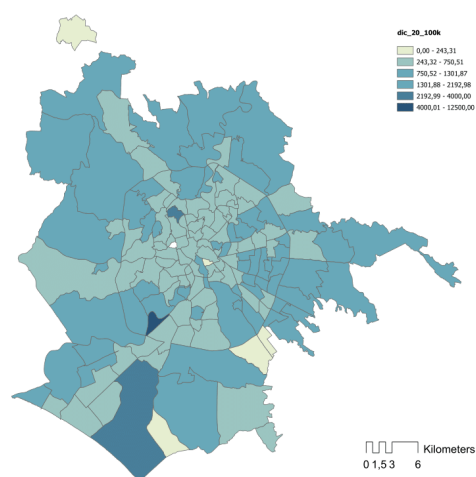 dic_20_100k
0,00 - 243,31
243,32 - 750,51
750,52 - 1301,87
1301,88 - 2192,98
2192,99 - 4000,00
4000,01 - 12500,00
Kilometers
0 1,5 3 6